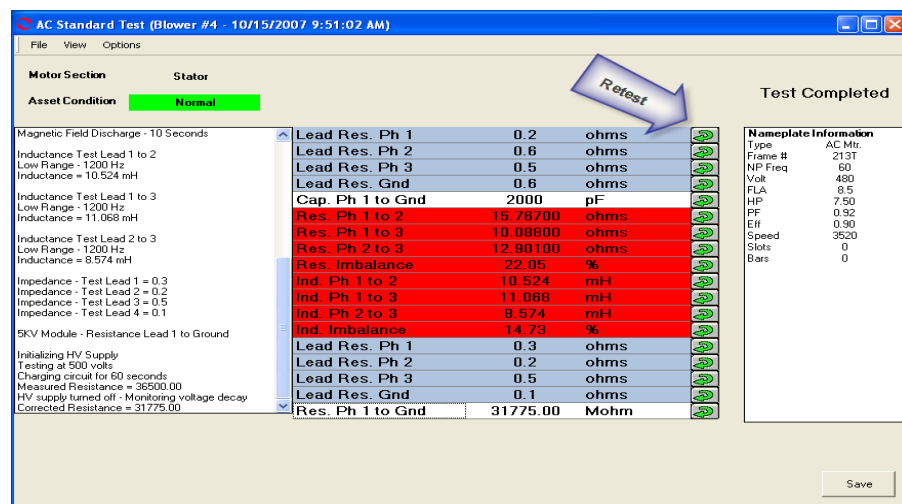 AC Standard Test (Blower #4 - 10/15/2007 9:51:02 AM)
File View Options
Motor Section Stator
Asset Condition Normal
Retest
Test Completed
Magnetic Field Discharge - 10 Seconds
Inductance Test Lead 1 to 2
Low Range - 1200 Hz
Inductance = 10.524 mH
Inductance Test Lead 1 to 3
Low Range - 1200 Hz
Inductance = 11.068 mH
Inductance Test Lead 2 to 3
Low Range - 1200 Hz
Inductance = 8.574 mH
Impedance - Test Lead 1 = 0.3
Impedance - Test Lead 2 = 0.2
Impedance - Test Lead 3 = 0.5
Impedance - Test Lead 4 = 0.1
5KV Module - Resistance Lead 1 to Ground
Initializing HV Supply
Testing at 500 volts
Charging circuit for 60 seconds
Measured Resistance = 36500.00
HV supply turned off - Monitoring voltage decay
Corrected Resistance = 31775.00
Lead Res. Ph 1 0.2 ohms
Lead Res. Ph 2 0.6 ohms
Lead Res. Ph 3 0.5 ohms
Lead Res. Gnd 0.6 ohms
Cap. Ph 1 to Gnd 2000 pF
Res. Ph 1 to 2 15.76700 ohms
Res. Ph 1 to 3 10.08800 ohms
Res. Ph 2 to 3 12.90100 ohms
Res. Imbalance 22.05 %
Ind. Ph 1 to 2 10.524 mH
Ind. Ph 1 to 3 11.068 mH
Ind. Ph 2 to 3 8.574 mH
Ind. Imbalance 14.73 %
Lead Res. Ph 1 0.3 ohms
Lead Res. Ph 2 0.2 ohms
Lead Res. Ph 3 0.5 ohms
Lead Res. Gnd 0.1 ohms
Res. Ph 1 to Gnd 31775.00 Mohm
Nameplate Information
Type AC Mtr.
Frame # 213T
NP Freq 60
Volt 480
FLA 8.5
HP 7.50
PF 0.92
Eff 0.90
Speed 3520
Slots 0
Bars 0
Save